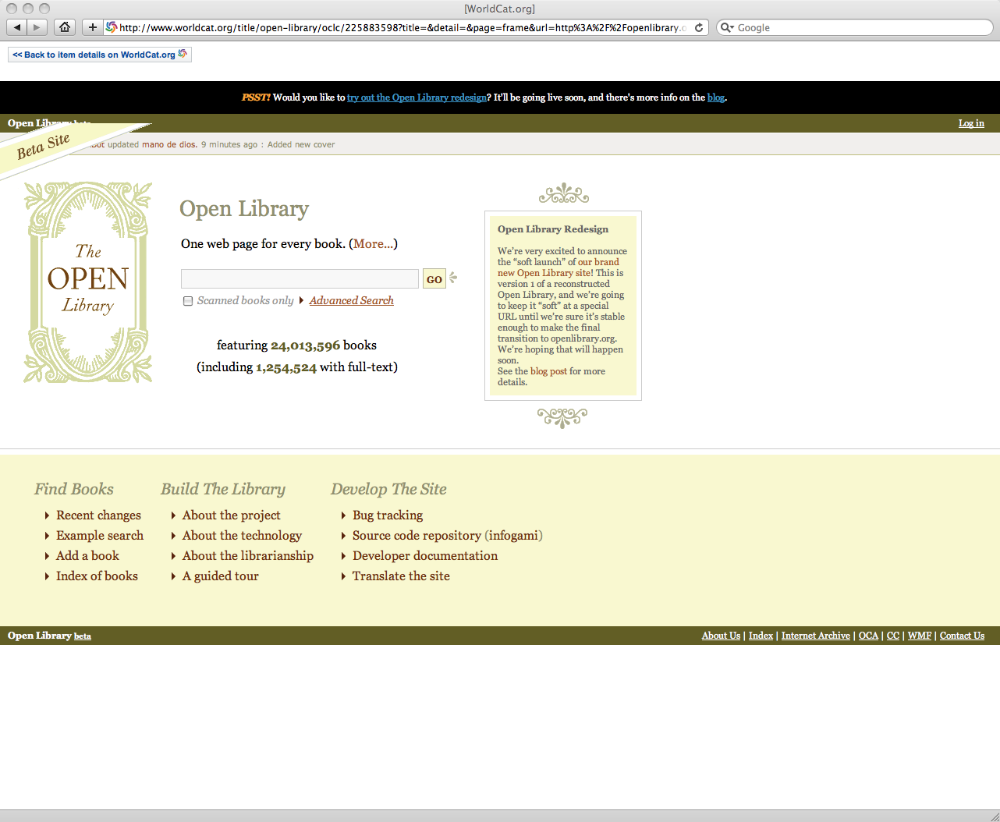 [WorldCat.org]
http://www.worldcat.org/title/open-library/oclc/225883598?title=&detail=&page=frame&url=http%3A%2F%2Fopenlibrary.o
Google
<< Back to item details on WorldCat.org
PSST! Would you like to try out the Open Library redesign? It'll be going live soon, and there's more info on the blog.
Open Library beta
Log in
Beta Site
updated mano de dios. 9 minutes ago : Added new cover
The
OPEN
Library
Open Library
One web page for every book. (More...)
GO
Scanned books only
Advanced Search
featuring 24,013,596 books
(including 1,254,524 with full-text)
Open Library Redesign
We're very excited to announce
the “soft launch” of our brand
new Open Library site! This is
version 1 of a reconstructed
Open Library, and we're going
to keep it “soft” at a special
URL until we're sure it's stable
enough to make the final
transition to openlibrary.org.
We're hoping that will happen
soon.
See the blog post for more
details.
Find Books
Recent changes
Example search
Add a book
Index of books
Build The Library
About the project
About the technology
About the librarianship
A guided tour
Develop The Site
Bug tracking
Source code repository (infogami)
Developer documentation
Translate the site
Open Library beta
About Us | Index | Internet Archive | OCA | CC | WMF | Contact Us